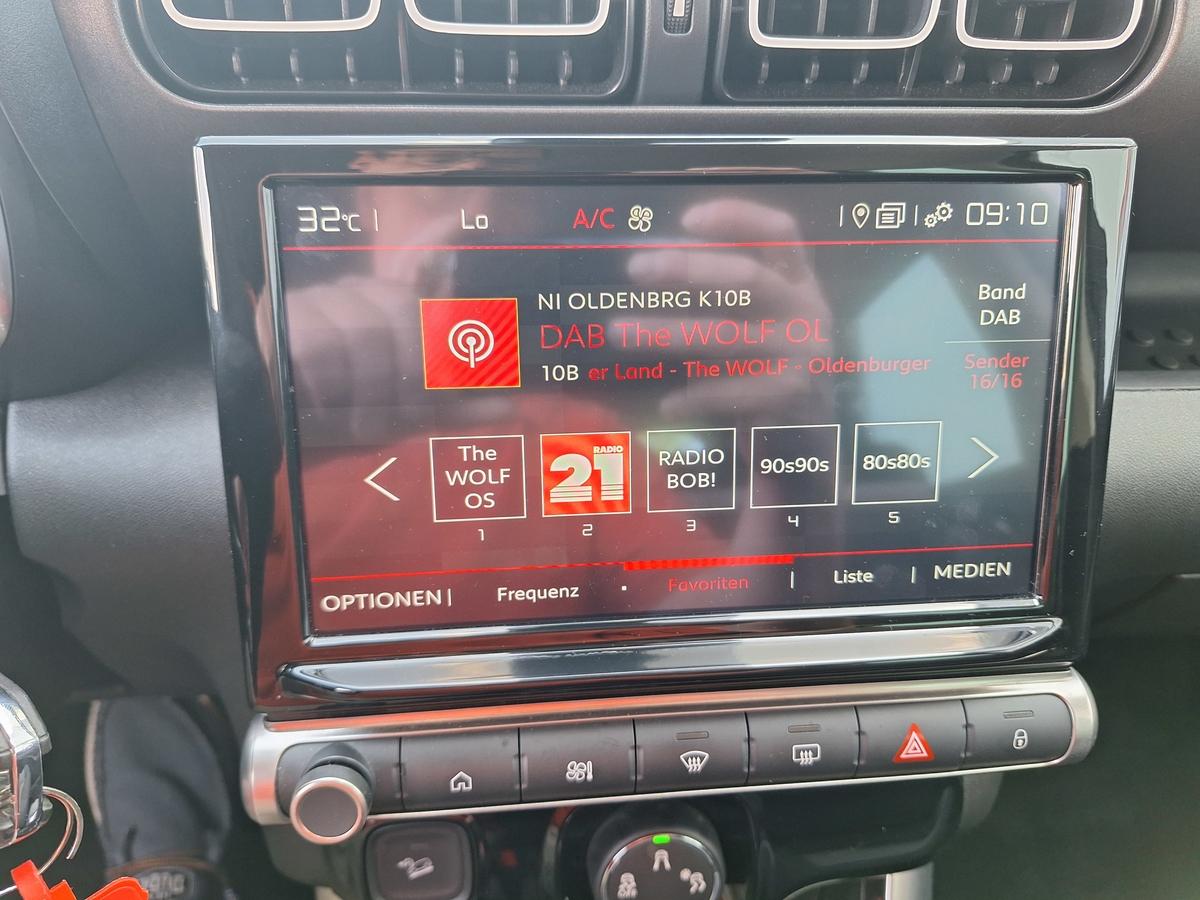 32°C | Lo A/C | | 09:10
NI OLDENBRG K10B
DAB The WOLF OL
10B er Land - The WOLF - Oldenburger
Band
DAB
Sender
16/16
The
WOLF
OS
RADIO
21
RADIO
BOB!
90s90s
80s80s
1 2 3 4 5
OPTIONEN | Frequenz Favoriten | Liste | MEDIEN